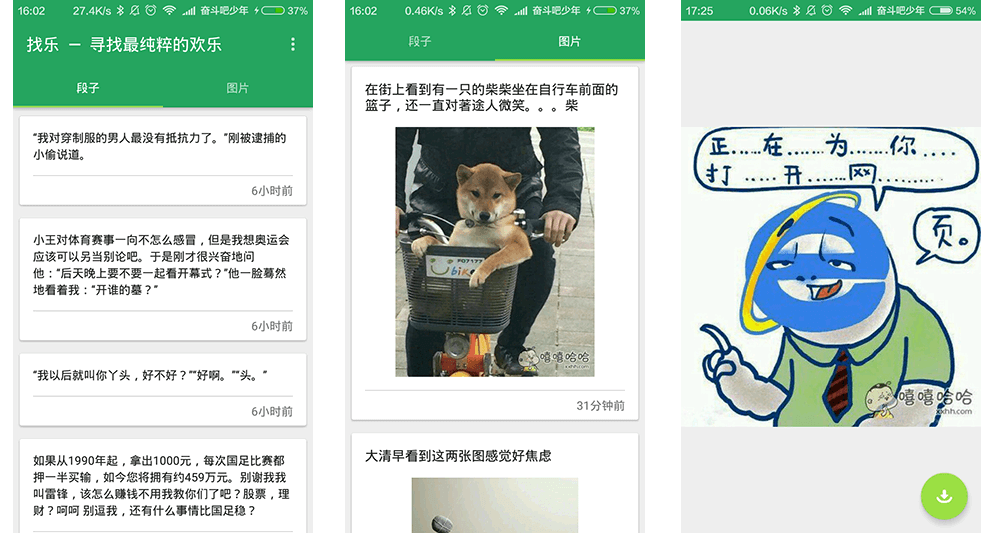 16:02
27.4K/s
奋斗吧少年
37%
找乐 — 寻找最纯粹的欢乐
段子
图片
“我对穿制服的男人最没有抵抗力了。”刚被逮捕的
小偷说道。
6小时前
小王对体育赛事一向不怎么感冒，但是我想奥运会
应该可以另当别论吧。于是刚才很兴奋地问
他：“后天晚上要不要一起看开幕式？”他一脸蓦然
地看着我：“开谁的墓？”
6小时前
“我以后就叫你丫头，好不好？”“好啊。”“头。”
6小时前
如果从1990年起，拿出1000元，每次国足比赛都
押一半买输，如今您将拥有约459万元。别谢我我
叫雷锋，该怎么赚钱不用我教你们了吧？股票，理
财？呵呵 别逗我，还有什么事情比国足稳？
16:02
0.46K/s
奋斗吧少年
37%
段子
图片
在街上看到有一只的柴柴坐在自行车前面的
篮子，还一直对著途人微笑。。。柴
P07177
ubike
嘻嘻哈哈
xxhh.com
31分钟前
大清早看到这两张图感觉好焦虑
17:25
0.06K/s
奋斗吧少年
54%
正....在.......为.......你.....
打......开.......网...........
页。
嘻嘻哈哈
xxhh.com